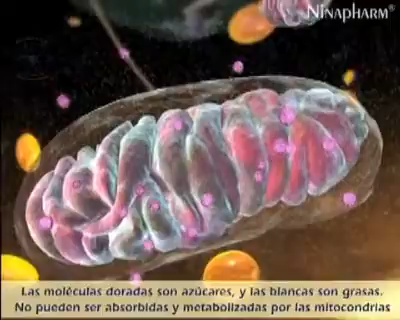 NINAPHARM®
Las moléculas doradas son azúcares, y las blancas son grasas.
No pueden ser absorbidas y metabolizadas por las mitocondrias